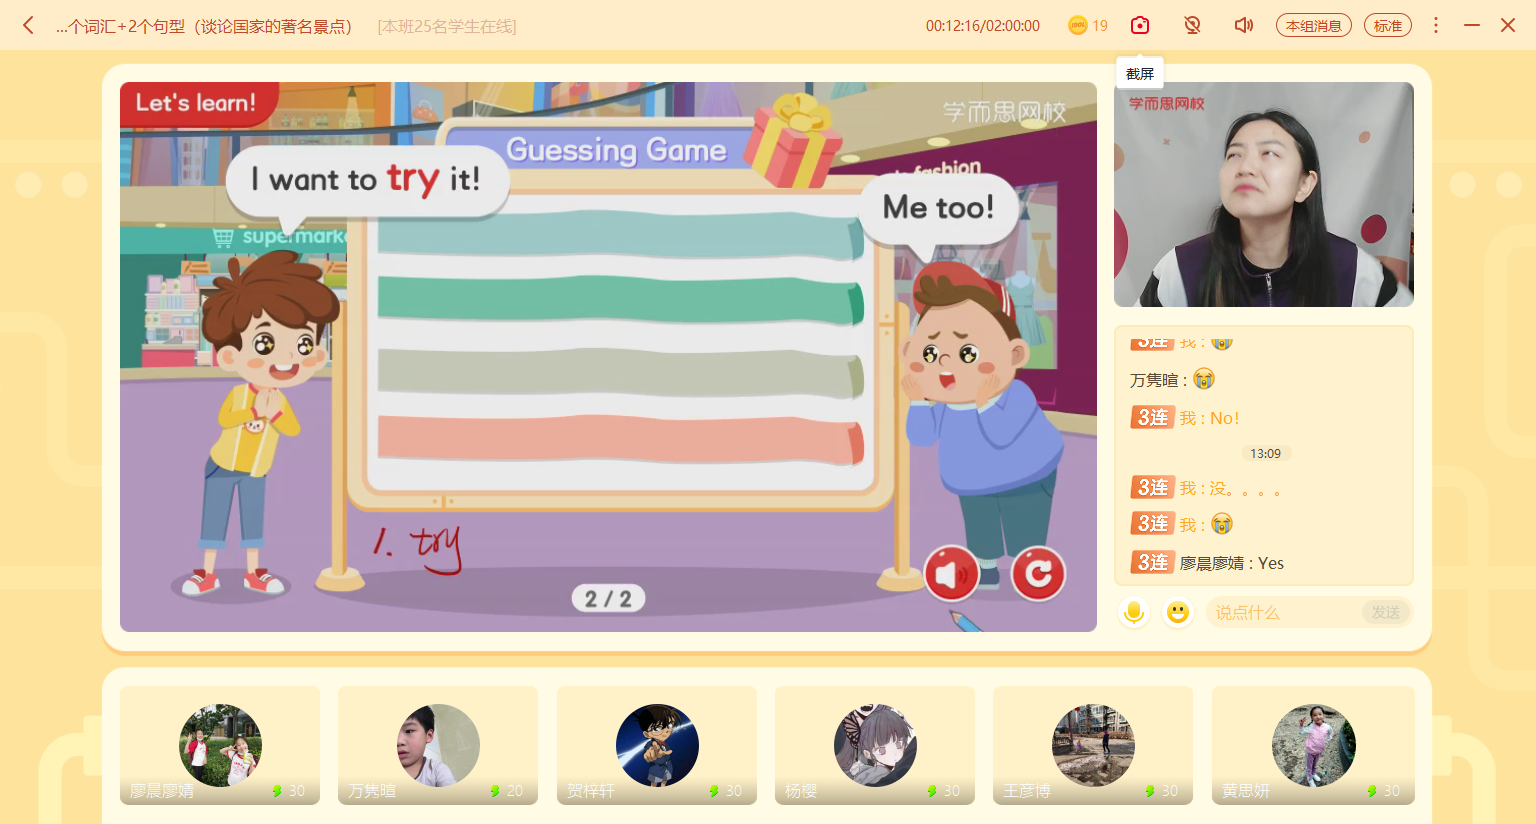 ...个词汇+2个句型（谈论国家的著名景点） [本班25名学生在线] 00:12:16/02:00:00 19 本组消息 标准
截屏
Let's learn!
学而思网校
Guessing Game
I want to try it!
fashion
Me too!
supermarke
1. try
2 / 2
学而思网校
3连 我 :
万隽暄 :
3连 我 : No!
13:09
3连 我 : 没。。。。
3连 我 :
3连 廖晨廖婧 : Yes
说点什么 发送
廖晨廖婧 30
万隽暄 20
贺梓轩 30
杨樱 30
王彦博 30
黄思妍 30